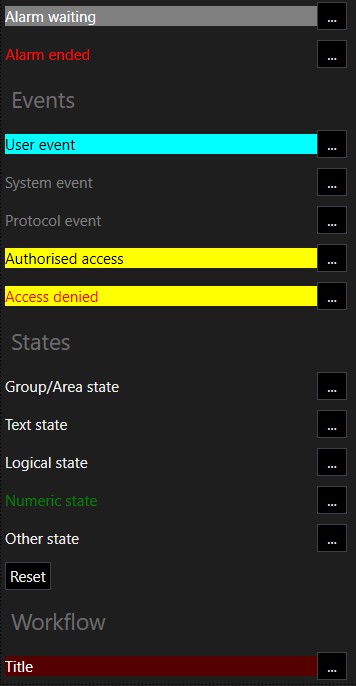 Alarm waiting ...
Alarm ended ...
Events
User event ...
System event ...
Protocol event ...
Authorised access ...
Access denied ...
States
Group/Area state ...
Text state ...
Logical state ...
Numeric state ...
Other state ...
Reset
Workflow
Title ...